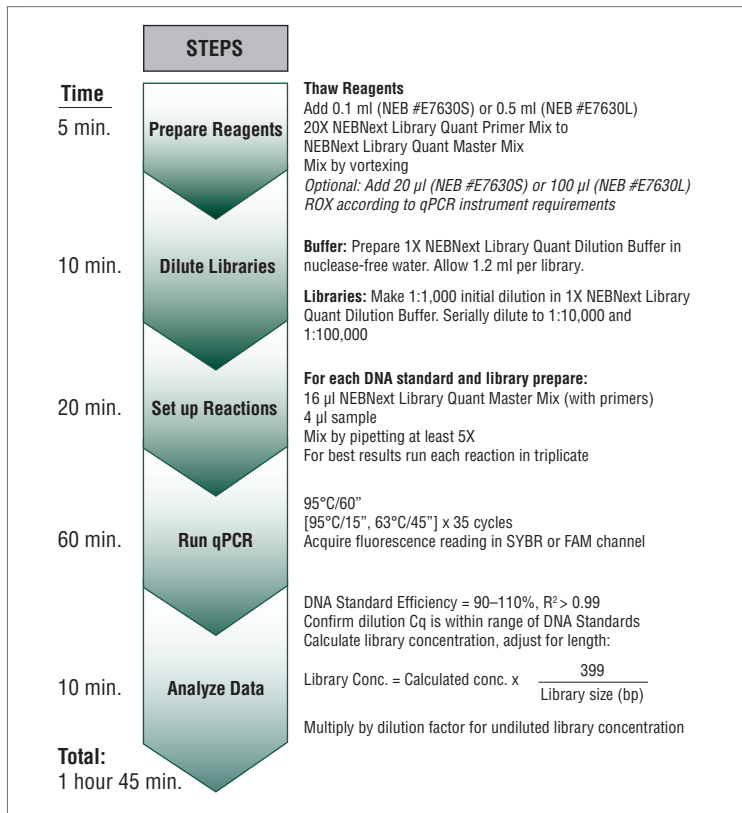 STEPS
Time
5 min.
Prepare Reagents
Thaw Reagents
Add 0.1 ml (NEB #E7630S) or 0.5 ml (NEB #E7630L)
20X NEBNext Library Quant Primer Mix to
NEBNext Library Quant Master Mix
Mix by vortexing
Optional: Add 20 µl (NEB #E7630S) or 100 µl (NEB #E7630L)
ROX according to qPCR instrument requirements
10 min.
Dilute Libraries
Buffer: Prepare 1X NEBNext Library Quant Dilution Buffer in
nuclease-free water. Allow 1.2 ml per library.
Libraries: Make 1:1,000 initial dilution in 1X NEBNext Library
Quant Dilution Buffer. Serially dilute to 1:10,000 and
1:100,000
20 min.
Set up Reactions
For each DNA standard and library prepare:
16 µl NEBNext Library Quant Master Mix (with primers)
4 µl sample
Mix by pipetting at least 5X
For best results run each reaction in triplicate
60 min.
Run qPCR
95°C/60”
[95°C/15”, 63°C/45”] x 35 cycles
Acquire fluorescence reading in SYBR or FAM channel
10 min.
Analyze Data
DNA Standard Efficiency = 90–110%, R² > 0.99
Confirm dilution Cq is within range of DNA Standards
Calculate library concentration, adjust for length:
Library Conc. = Calculated conc. x 399
Library size (bp)
Multiply by dilution factor for undiluted library concentration
Total:
1 hour 45 min.